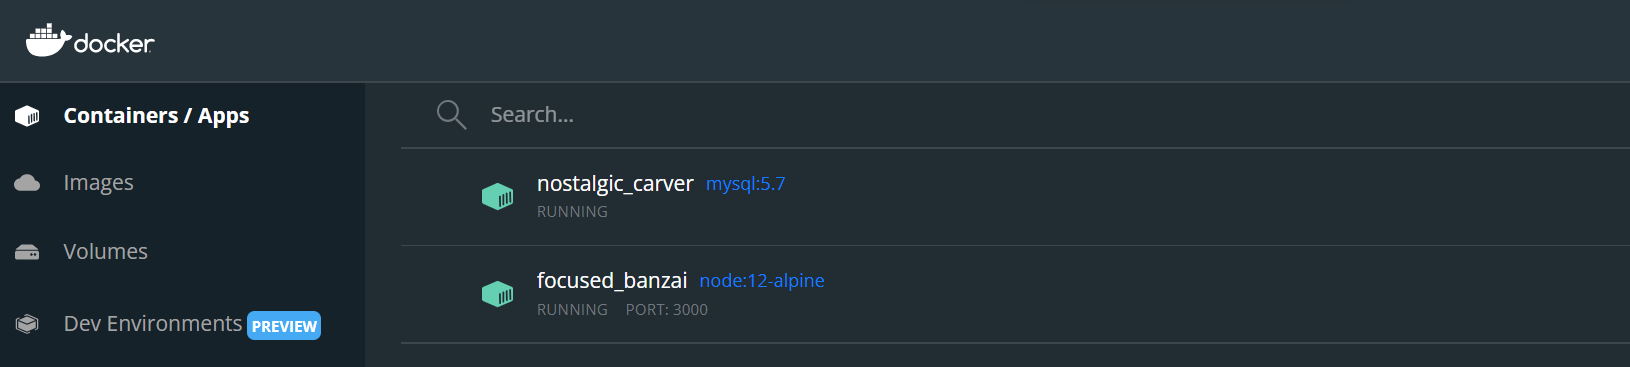 docker
Containers / Apps
Images
Volumes
Dev Environments PREVIEW
Search...
nostalgic_carver mysql:5.7
RUNNING
focused_banzai node:12-alpine
RUNNING PORT: 3000